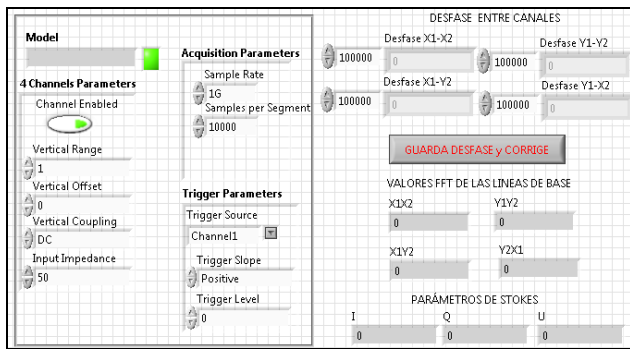 Model
4 Channels Parameters
Channel Enabled
Vertical Range
1
Vertical Offset
0
Vertical Coupling
DC
Input Impedance
50
Acquisition Parameters
Sample Rate
1G
Samples per Segment
10000
Trigger Parameters
Trigger Source
Channel1
Trigger Slope
Positive
Trigger Level
0
DESFASE ENTRE CANALES
Desfase X1-X2
100000
0
Desfase Y1-Y2
100000
0
Desfase X1-Y2
100000
0
Desfase Y1-X2
100000
0
GUARDA DESFASE y CORRIGE
VALORES FFT DE LAS LINEAS DE BASE
X1X2
0
Y1Y2
0
X1Y2
0
Y2X1
0
PARÁMETROS DE STOKES
I Q U
0 0 0